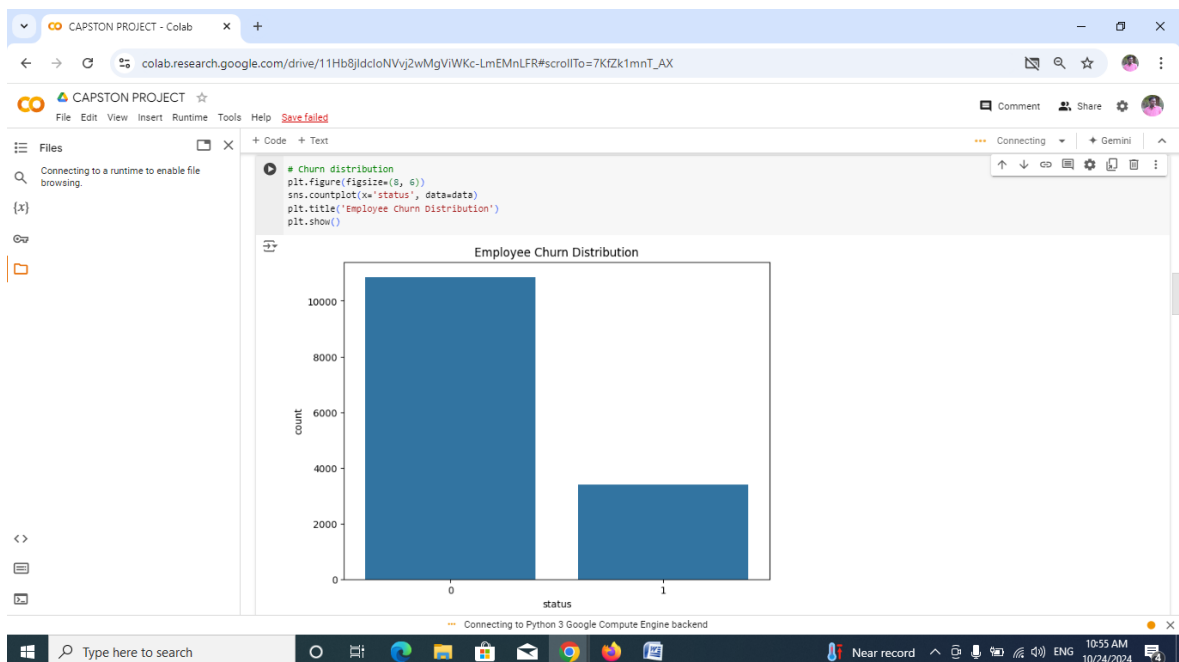 CAPSTON PROJECT - Colab
colab.research.google.com/drive/11Hb8jIdcIoNVvj2wMgViWKc-LmEMnLFR#scrollTo=7KfZk1mnT_AX
CAPSTON PROJECT
Comment Share
File Edit View Insert Runtime Tools Help Save failed
Files
+ Code + Text
Connecting
Gemini
Connecting to a runtime to enable file
browsing.
{x}
# Churn distribution
plt.figure(figsize=(8, 6))
sns.countplot(x='status', data=data)
plt.title('Employee Churn Distribution')
plt.show()
Employee Churn Distribution
10000
8000
6000
4000
2000
0
count
0 1
status
Connecting to Python 3 Google Compute Engine backend
Type here to search
Near record
ENG
10:55 AM
10/24/2024
4